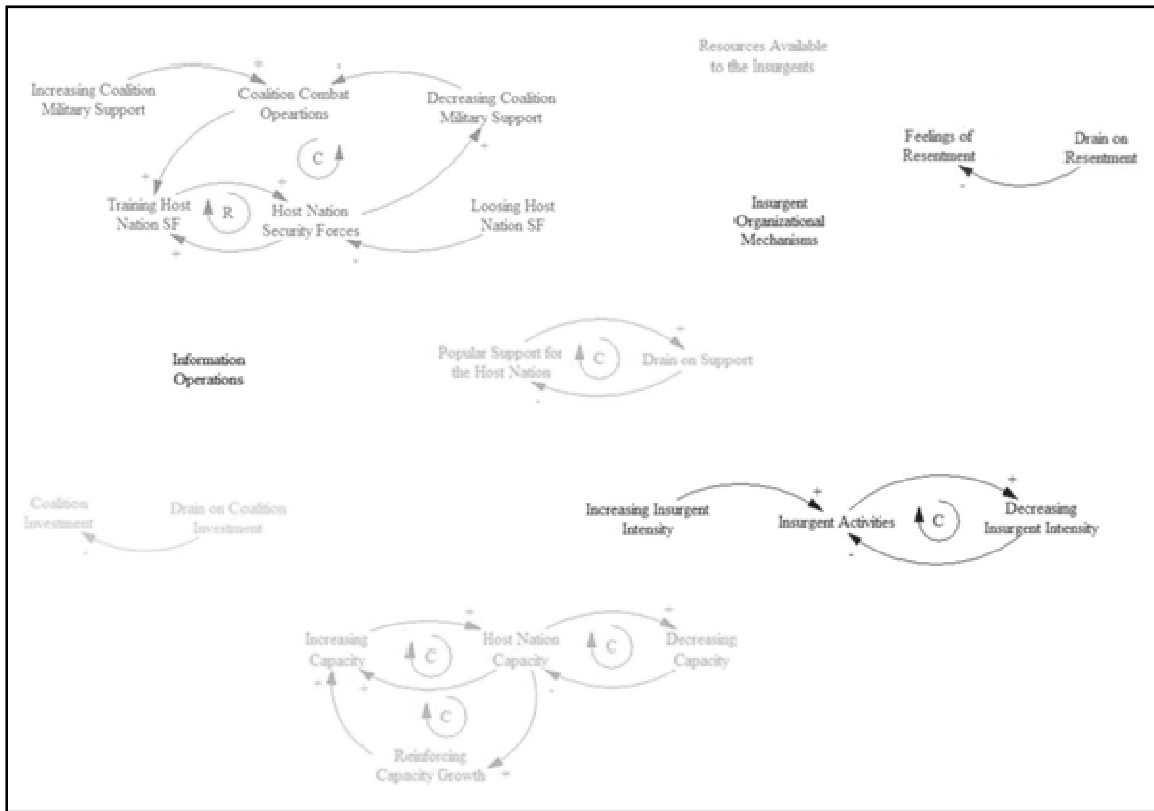 Resources Available
to the Insurgents
Increasing Coalition
Military Support
+
Coalition Combat
Opeartions
-
Decreasing Coalition
Military Support
+
Feelings of
Resentment
-
Drain on
Resentment
C
+
Training Host
Nation SF
+
R
+
Host Nation
Security Forces
-
Loosing Host
Nation SF
Insurgent
Organizational
Mechanisms
Information
Operations
Popular Support for
the Host Nation
-
C
+
Drain on Support
Coalition
Investment
-
Drain on Coalition
Investment
Increasing Insurgent
Intensity
+
Insurgent Activities
-
C
+
Decreasing
Insurgent Intensity
Increasing
Capacity
+
+
C
+
Host Nation
Capacity
-
C
+
Decreasing
Capacity
C
Reinforcing
Capacity Growth
+